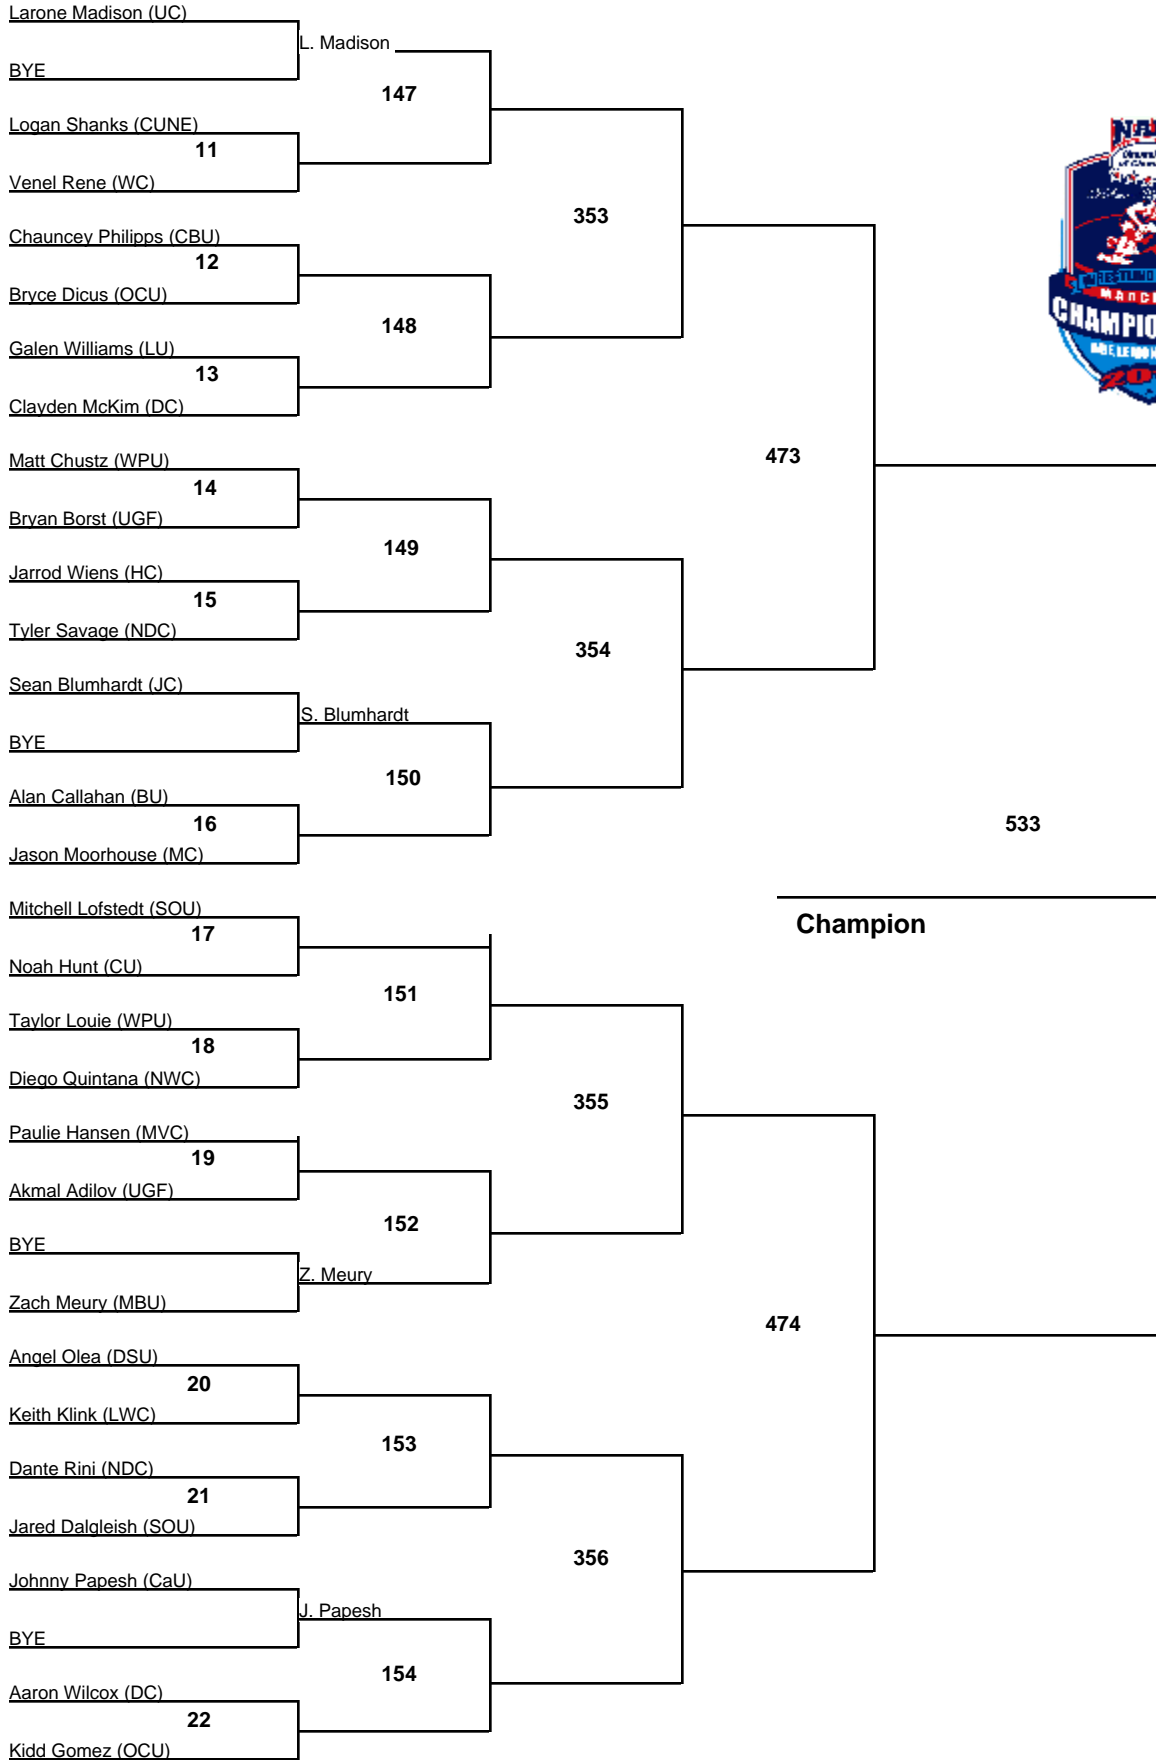 Larone Madison (UC)
L. Madison
BYE
147
Logan Shanks (CUNE)
11
Venel Rene (WC)
353
Chauncey Philipps (CBU)
12
Bryce Dicus (OCU)
148
Galen Williams (LU)
13
Clayden McKim (DC)
473
Matt Chustz (WPU)
14
Bryan Borst (UGF)
149
Jarrod Wiens (HC)
15
Tyler Savage (NDC)
354
Sean Blumhardt (JC)
S. Blumhardt
BYE
150
Alan Callahan (BU)
16
Jason Moorhouse (MC)
533
Champion
Mitchell Lofstedt (SOU)
17
Noah Hunt (CU)
151
Taylor Louie (WPU)
18
Diego Quintana (NWC)
355
Paulie Hansen (MVC)
19
Akmal Adilov (UGF)
152
BYE
Z. Meury
Zach Meury (MBU)
474
Angel Olea (DSU)
20
Keith Klink (LWC)
153
Dante Rini (NDC)
21
Jared Dalgleish (SOU)
356
Johnny Papesh (CaU)
J. Papesh
BYE
154
Aaron Wilcox (DC)
22
Kidd Gomez (OCU)